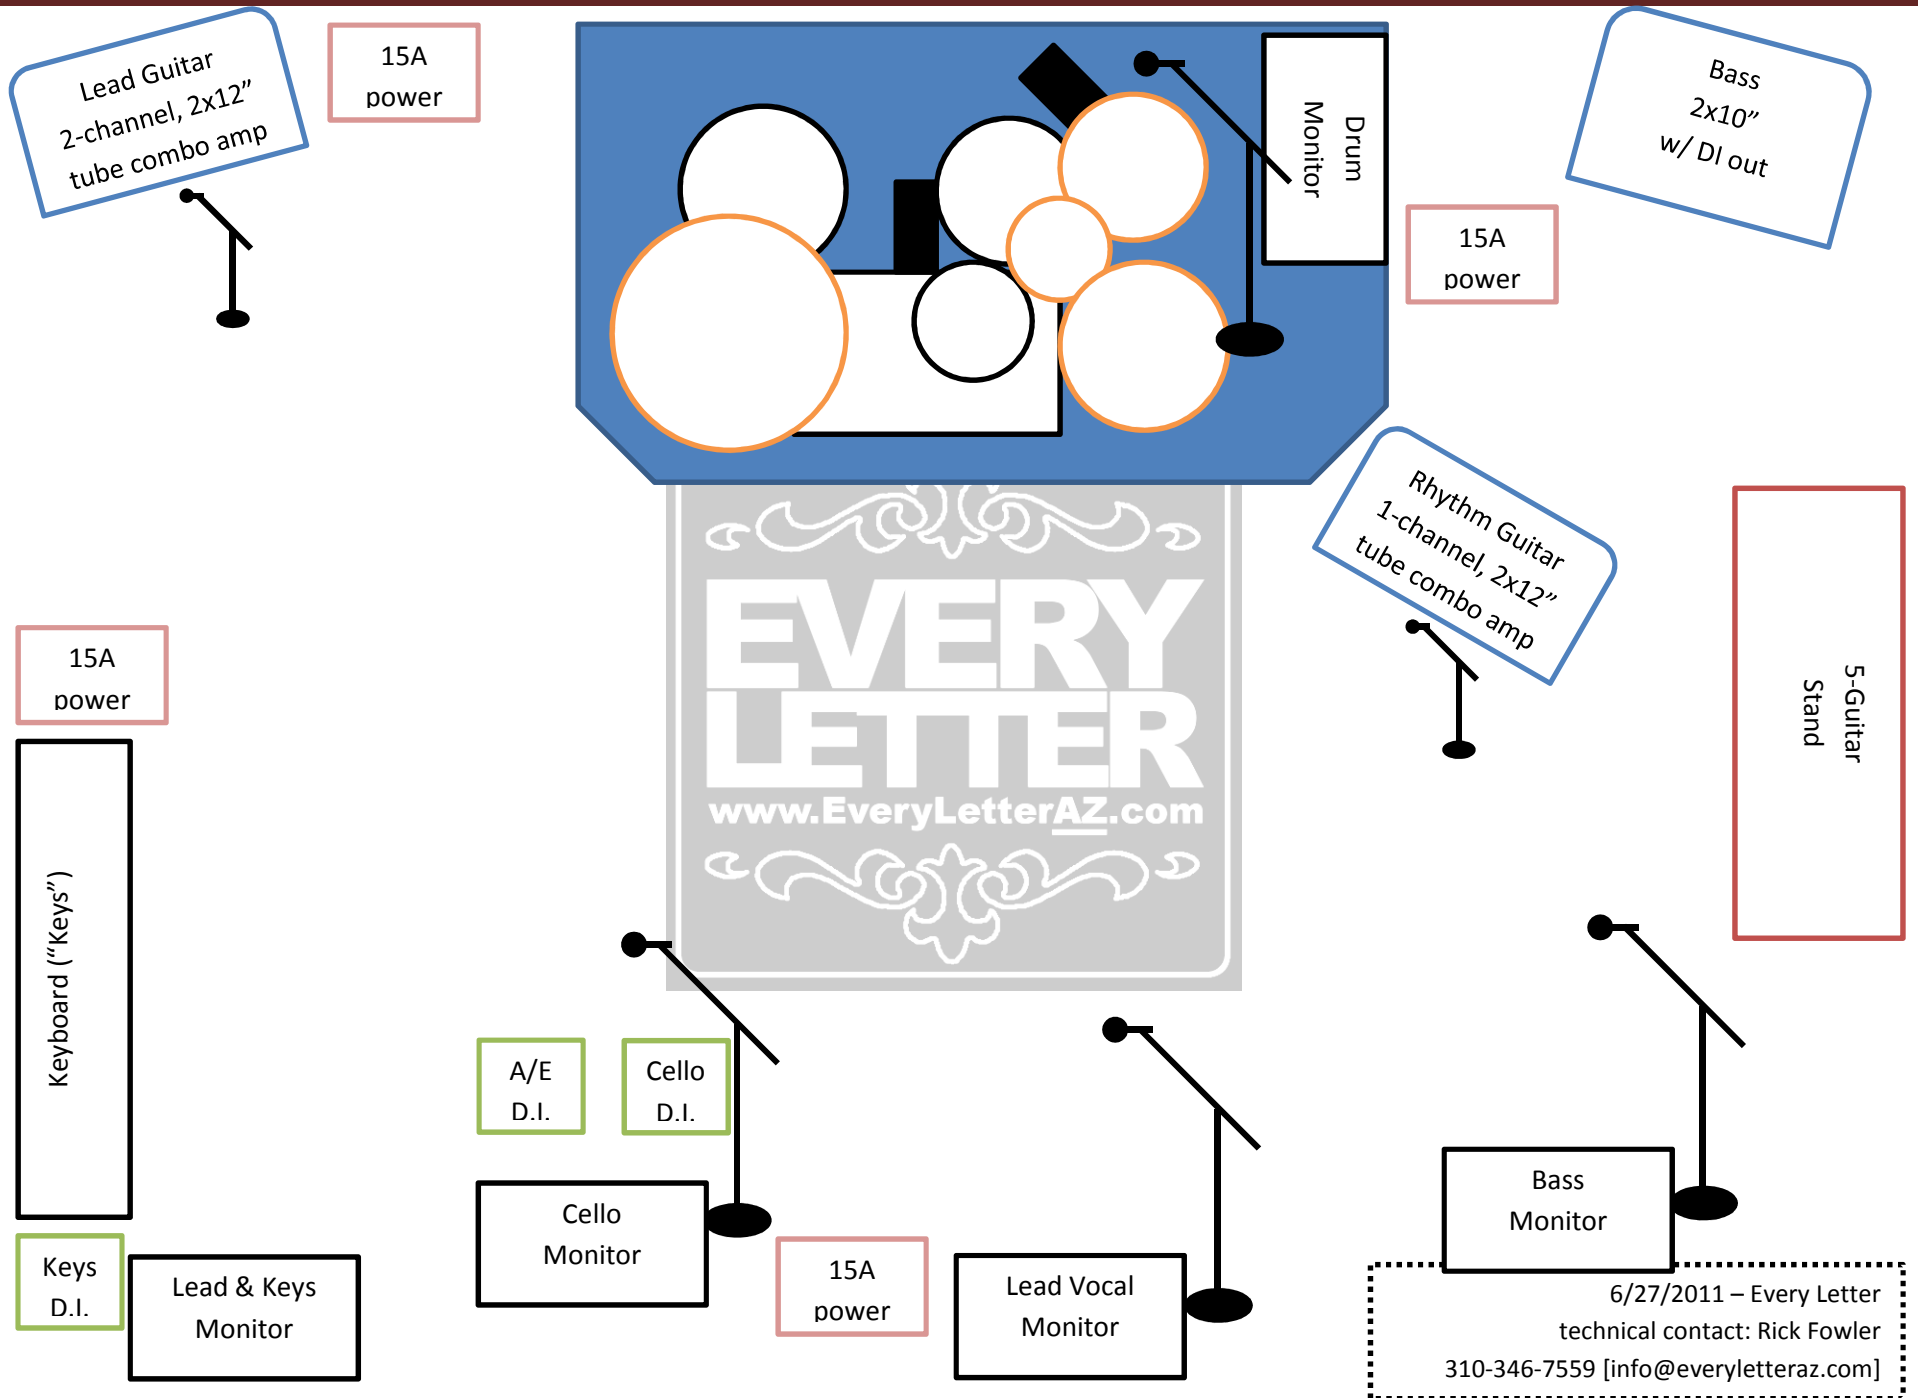 Lead Guitar
2-channel, 2x12”
tube combo amp
15A
power
Drum
Monitor
Bass
2x10”
w/ DI out
15A
power
Rhythm Guitar
1-channel, 2x12”
tube combo amp
5-Guitar
Stand
EVERY
LETTER
www.EveryLetterAZ.com
15A
power
Keyboard (“Keys”)
A/E
D.I.
Cello
D.I.
Cello
Monitor
15A
power
Lead Vocal
Monitor
Bass
Monitor
Keys
D.I.
Lead & Keys
Monitor
6/27/2011 – Every Letter
technical contact: Rick Fowler
310-346-7559 [info@everyletteraz.com]